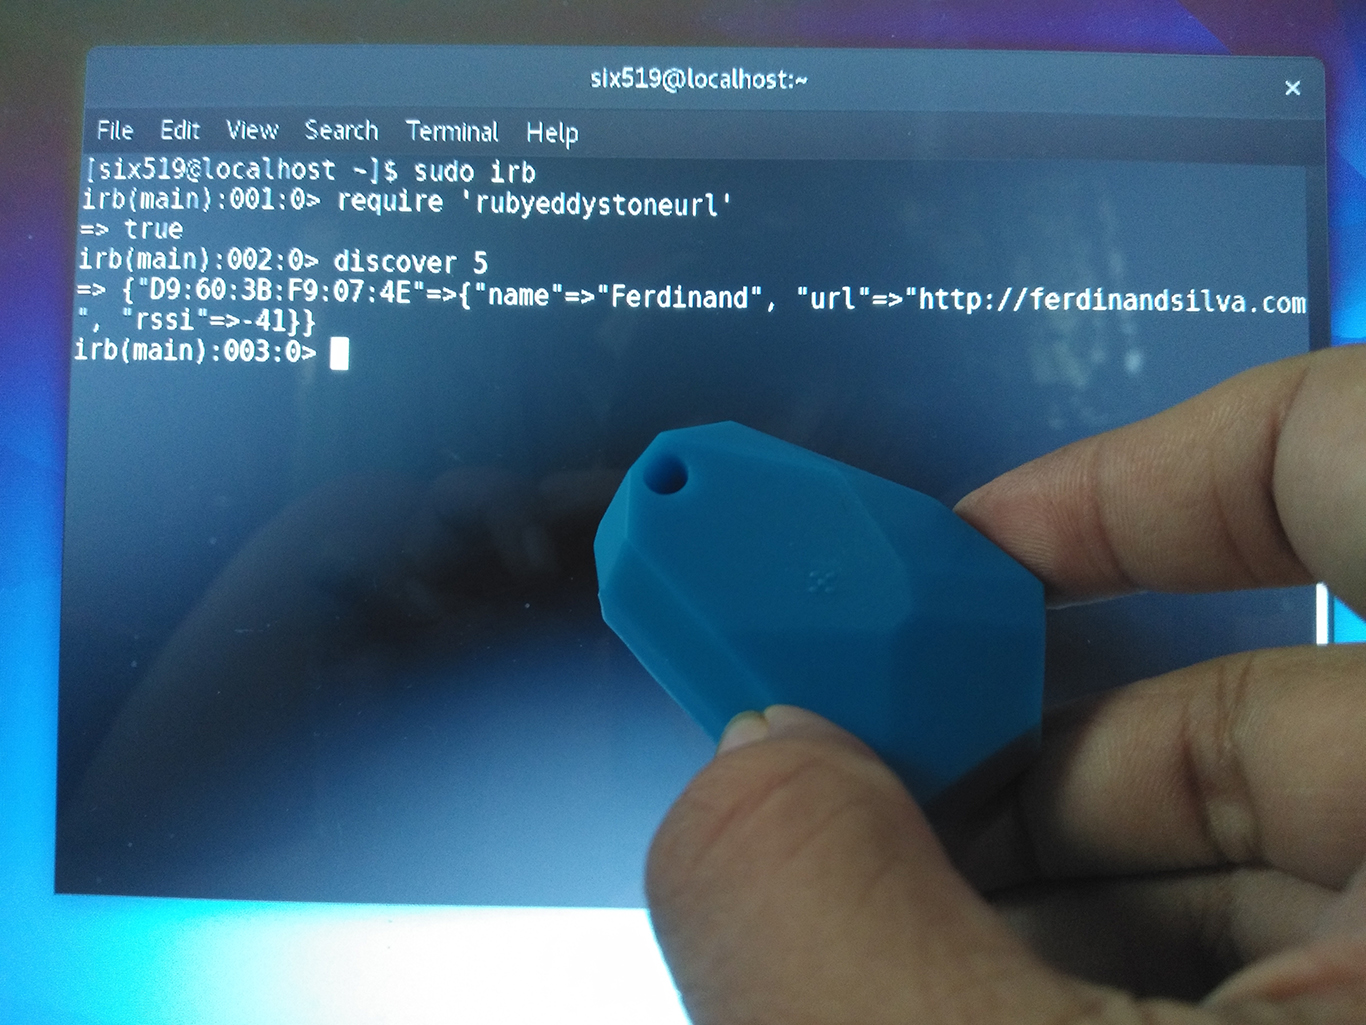 six519@localhost:~
×
File Edit View Search Terminal Help
[six519@localhost ~]$ sudo irb
irb(main):001:0> require 'rubyeddystoneurl'
=> true
irb(main):002:0> discover 5
=> {"D9:60:3B:F9:07:4E"=>{"name"=>"Ferdinand", "url"=>"http://ferdinandsilva.com
", "rssi"=>-41}}
irb(main):003:0>